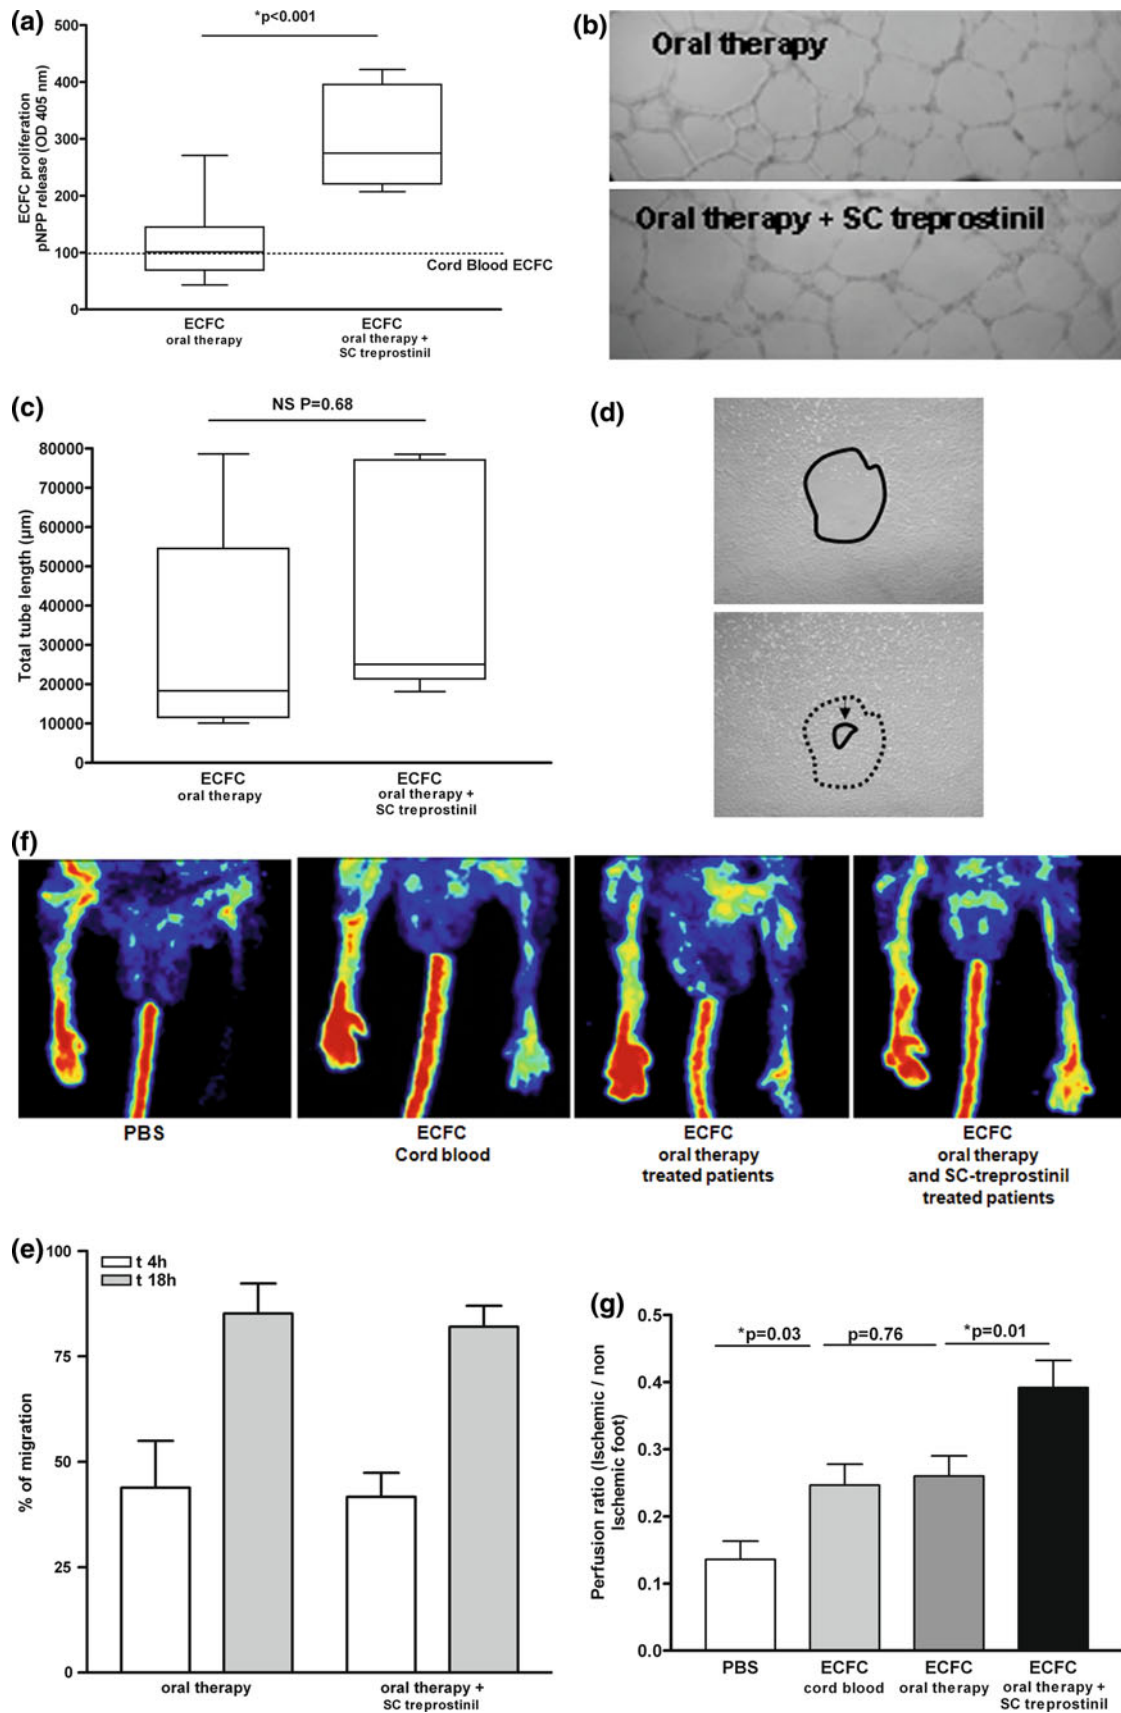 (a)
*p<0.001
ECFC proliferation
pNPP release (OD 405 nm)
500
400
300
200
100
0
Cord Blood ECFC
ECFC
oral therapy
ECFC
oral therapy +
SC treprostinil
(b)
Oral therapy
Oral therapy + SC treprostinil
(c)
NS P=0.68
Total tube length (µm)
80000
70000
60000
50000
40000
30000
20000
10000
0
ECFC
oral therapy
ECFC
oral therapy +
SC treprostinil
(d)
(f)
PBS
ECFC
Cord blood
ECFC
oral therapy
treated patients
ECFC
oral therapy
and SC-treprostinil
treated patients
(e)
t 4h
t 18h
% of migration
100
75
50
25
0
oral therapy
oral therapy +
SC treprostinil
(g)
Perfusion ratio (Ischemic / non
Ischemic foot)
0.5
0.4
0.3
0.2
0.1
0.0
*p=0.03
p=0.76
*p=0.01
PBS
ECFC
cord blood
ECFC
oral therapy
ECFC
oral therapy +
SC treprostinil